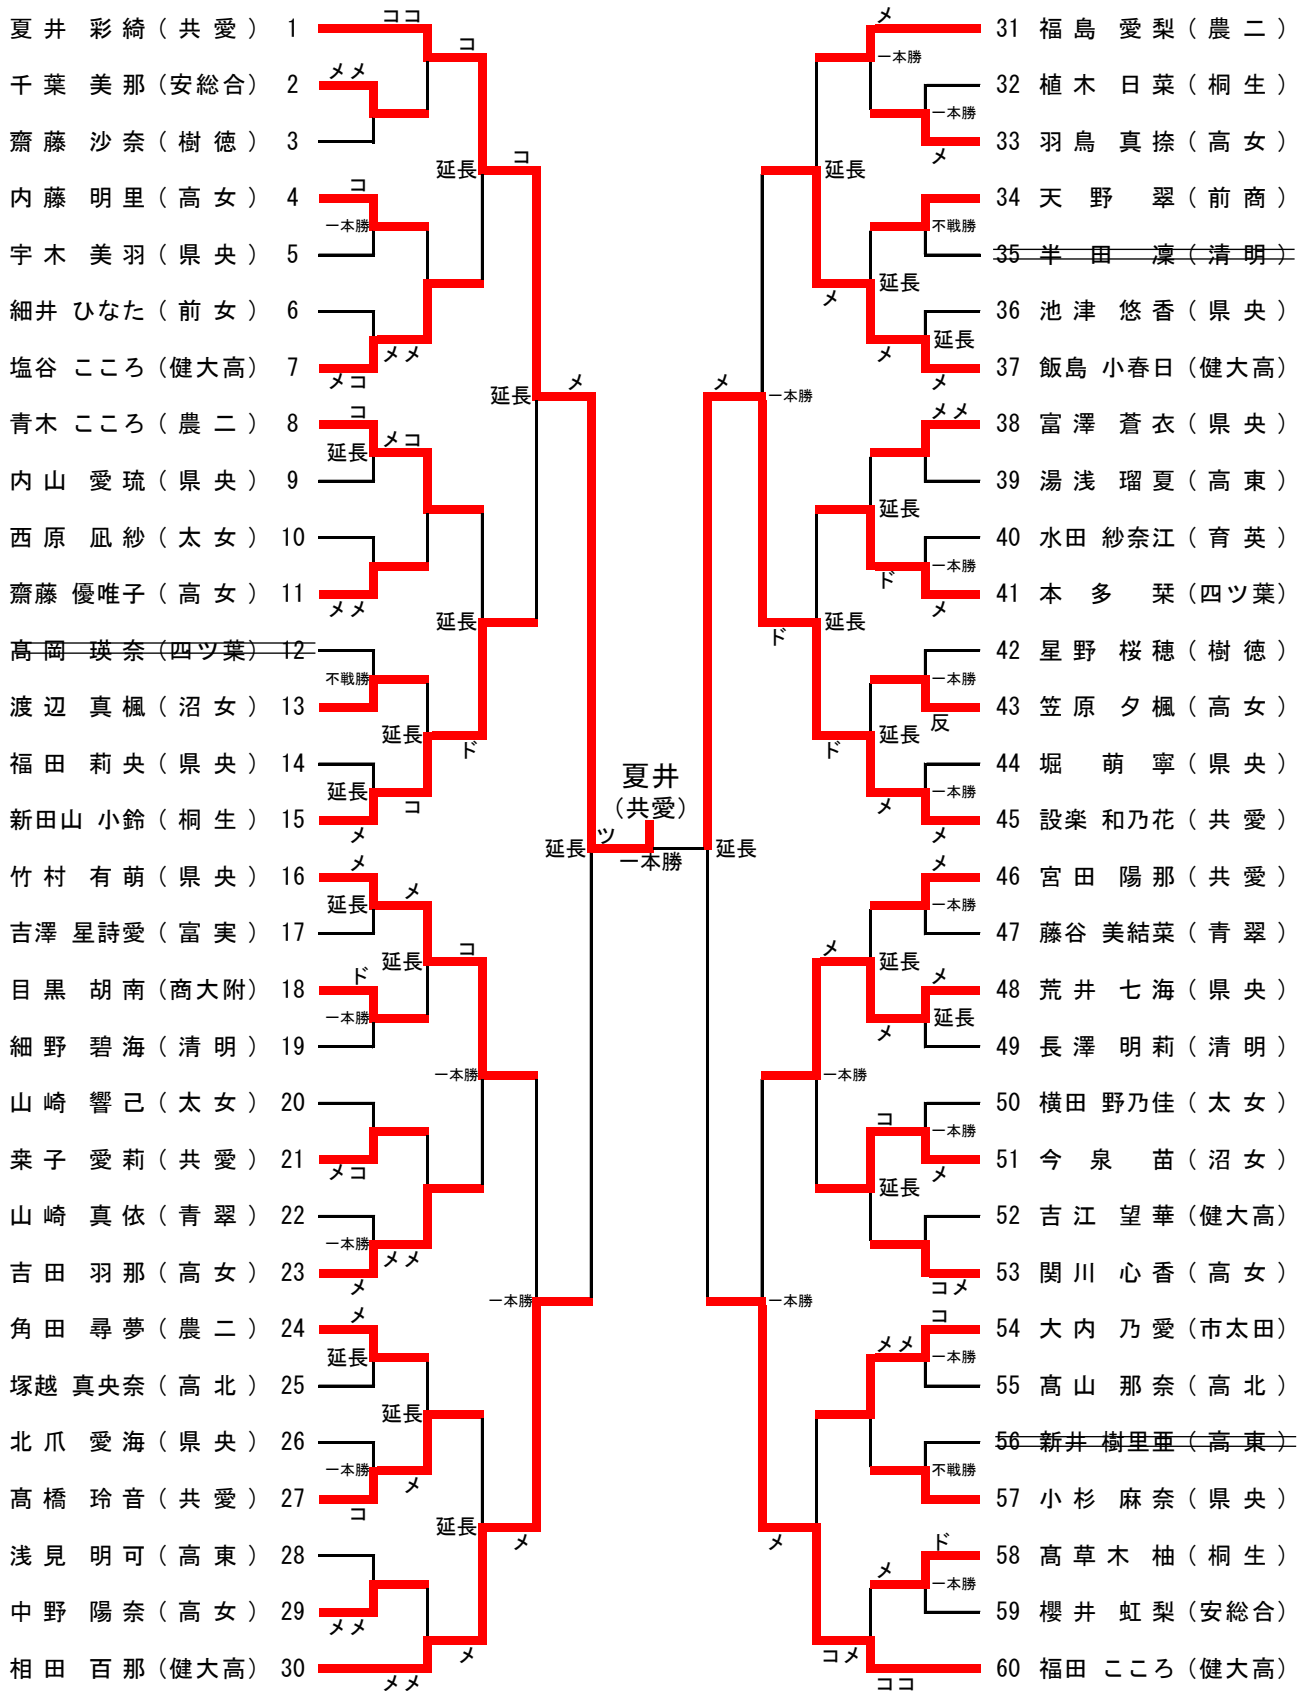 夏井 彩綺（共愛） 1
千葉 美那（安総合） 2
齋藤 沙奈（樹徳） 3
内藤 明里（高女） 4
宇木 美羽（県央） 5
細井 ひなた（前女） 6
塩谷 こころ（健大高） 7
青木 こころ（農二） 8
内山 愛琉（県央） 9
西原 凪紗（太女） 10
齋藤 優唯子（高女） 11
髙岡 瑛奈（四ツ葉） 12
渡辺 真楓（沼女） 13
福田 莉央（県央） 14
新田山 小鈴（桐生） 15
竹村 有萌（県央） 16
吉澤 星詩愛（富実） 17
目黒 胡南（商大附） 18
細野 碧海（清明） 19
山崎 響己（太女） 20
桒子 愛莉（共愛） 21
山崎 真依（青翠） 22
吉田 羽那（高女） 23
角田 尋夢（農二） 24
塚越 真央奈（高北） 25
北爪 愛海（県央） 26
髙橋 玲音（共愛） 27
浅見 明可（高東） 28
中野 陽奈（高女） 29
相田 百那（健大高） 30
ココ
メメ
コ
一本勝
メメ
メコ
コ
延長
メコ
メメ
不戦勝
延長
コ
延長
メ
メ
延長
メ
延長
ド
一本勝
メコ
一本勝
メメ
メ
メ
延長
延長
一本勝
メ
コ
メメ
メメ
コ
延長
コ
延長
ド
コ
一本勝
延長
メ
メ
延長
一本勝
メ
メ
延長
ツ
夏井
（共愛）
一本勝
延長
メ
一本勝
ド
一本勝
メ
延長
メ
延長
ド
メ
一本勝
コメ
メ
一本勝
延長
メ
延長
ド
延長
メ
延長
メ
コ
延長
メメ
メ
ココ
一本勝
メ
不戦勝
延長
メ
メメ
一本勝
メ
一本勝
反
一本勝
メ
メ
一本勝
メ
延長
一本勝
メ
コメ
コ
一本勝
不戦勝
ド
一本勝
31 福島 愛梨（農二）
32 植木 日菜（桐生）
33 羽鳥 真捺（高女）
34 天野 翠（前商）
35 半田 凜（清明）
36 池津 悠香（県央）
37 飯島 小春日（健大高）
38 富澤 蒼衣（県央）
39 湯浅 瑠夏（高東）
40 水田 紗奈江（育英）
41 本多 栞（四ツ葉）
42 星野 桜穂（樹徳）
43 笠原 夕楓（高女）
44 堀 萌寧（県央）
45 設楽 和乃花（共愛）
46 宮田 陽那（共愛）
47 藤谷 美結菜（青翠）
48 荒井 七海（県央）
49 長澤 明莉（清明）
50 横田 野乃佳（太女）
51 今泉 苗（沼女）
52 吉江 望華（健大高）
53 関川 心香（高女）
54 大内 乃愛（市太田）
55 髙山 那奈（高北）
56 新井 樹里亜（高東）
57 小杉 麻奈（県央）
58 髙草木 柚（桐生）
59 櫻井 虹梨（安総合）
60 福田 こころ（健大高）